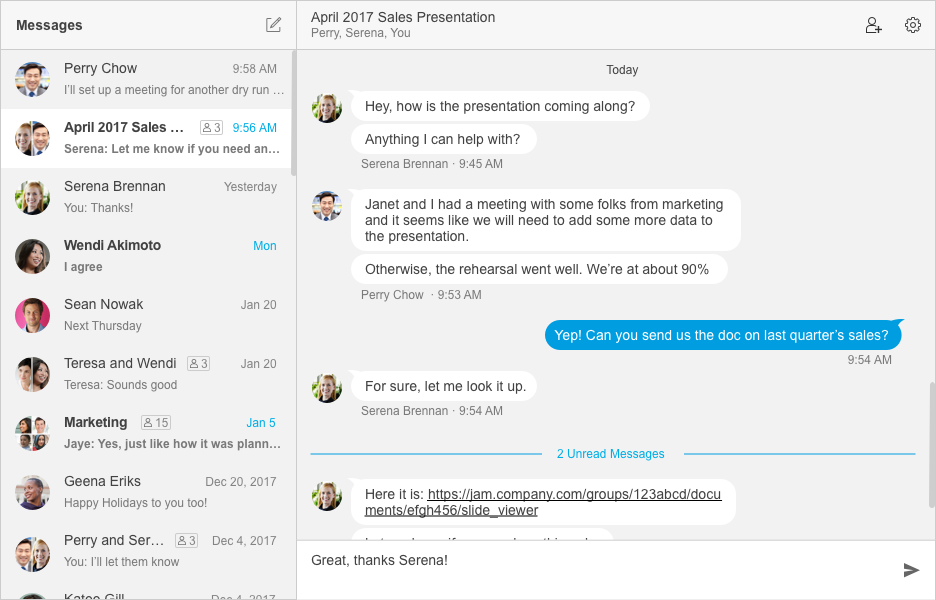 Messages
Perry Chow 9:58 AM
I’ll set up a meeting for another dry run …
April 2017 Sales … 3 9:56 AM
Serena: Let me know if you need an…
Serena Brennan Yesterday
You: Thanks!
Wendi Akimoto Mon
I agree
Sean Nowak Jan 20
Next Thursday
Teresa and Wendi 3 Jan 20
Teresa: Sounds good
Marketing 15 Jan 5
Jaye: Yes, just like how it was plann…
Geena Eriks Dec 20, 2017
Happy Holidays to you too!
Perry and Ser… 3 Dec 4, 2017
You: I’ll let them know
April 2017 Sales Presentation
Perry, Serena, You
Today
Hey, how is the presentation coming along?
Anything I can help with?
Serena Brennan · 9:45 AM
Janet and I had a meeting with some folks from marketing
and it seems like we will need to add some more data to
the presentation.
Otherwise, the rehearsal went well. We’re at about 90%
Perry Chow · 9:53 AM
Yep! Can you send us the doc on last quarter’s sales?
9:54 AM
For sure, let me look it up.
Serena Brennan · 9:54 AM
2 Unread Messages
Here it is: https://jam.company.com/groups/123abcd/docu
ments/efgh456/slide_viewer
Great, thanks Serena!